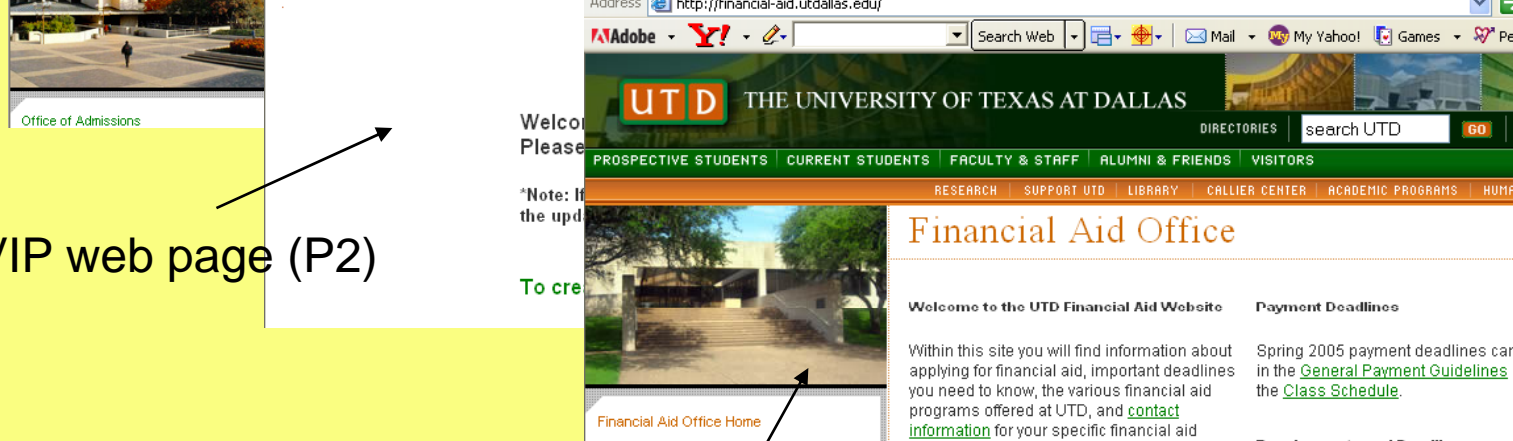 Office of Admissions
Please
*Note: If
the upd
To cre
VIP web page (P2)
Address http://financial-aid.utdallas.edu/
Adobe Y! Search Web Mail My My Yahoo! Games
UTD THE UNIVERSITY OF TEXAS AT DALLAS
DIRECTORIES search UTD GO
PROSPECTIVE STUDENTS CURRENT STUDENTS FACULTY & STAFF ALUMNI & FRIENDS VISITORS
RESEARCH SUPPORT UTD LIBRARY CALLIER CENTER ACADEMIC PROGRAMS
Financial Aid Office
Financial Aid Office Home
Welcome to the UTD Financial Aid Website
Within this site you will find information about
applying for financial aid, important deadlines
you need to know, the various financial aid
programs offered at UTD, and contact
information for your specific financial aid
Payment Deadlines
Spring 2005 payment deadlines can
in the General Payment Guidelines
the Class Schedule.